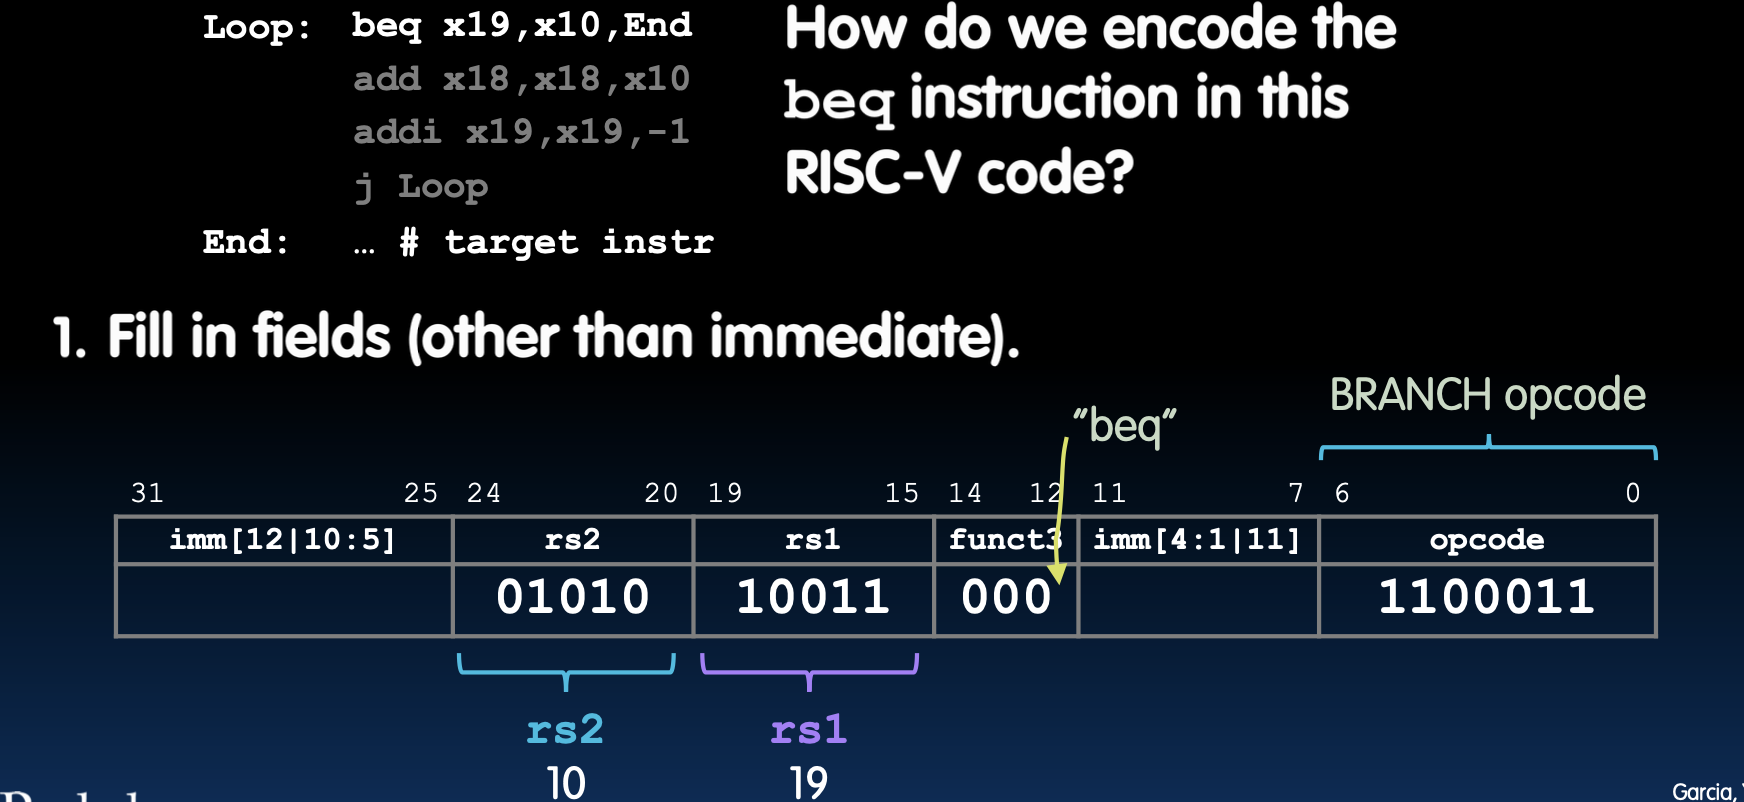 Loop: beq x19,x10,End
add x18,x18,x10
addi x19,x19,-1
j Loop
End: … # target instr
How do we encode the
beq instruction in this
RISC-V code?
1. Fill in fields (other than immediate).
"beq"
BRANCH opcode
31 25 24 20 19 15 14 12 11 7 6 0
imm[12|10:5] rs2 rs1 funct3 imm[4:1|11] opcode
01010 10011 000 1100011
rs2 rs1
10 19
Garcia,